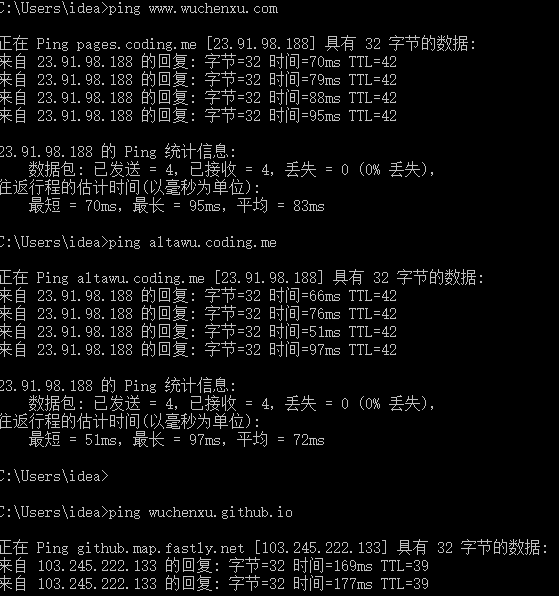 C:\Users\idea>ping www.wuchenxu.com
正在 Ping pages.coding.me [23.91.98.188] 具有 32 字节的数据:
来自 23.91.98.188 的回复: 字节=32 时间=70ms TTL=42
来自 23.91.98.188 的回复: 字节=32 时间=79ms TTL=42
来自 23.91.98.188 的回复: 字节=32 时间=88ms TTL=42
来自 23.91.98.188 的回复: 字节=32 时间=95ms TTL=42
23.91.98.188 的 Ping 统计信息:
数据包: 已发送 = 4，已接收 = 4，丢失 = 0 (0% 丢失)，
往返行程的估计时间(以毫秒为单位):
最短 = 70ms，最长 = 95ms，平均 = 83ms
C:\Users\idea>ping altawu.coding.me
正在 Ping altawu.coding.me [23.91.98.188] 具有 32 字节的数据:
来自 23.91.98.188 的回复: 字节=32 时间=66ms TTL=42
来自 23.91.98.188 的回复: 字节=32 时间=76ms TTL=42
来自 23.91.98.188 的回复: 字节=32 时间=51ms TTL=42
来自 23.91.98.188 的回复: 字节=32 时间=97ms TTL=42
23.91.98.188 的 Ping 统计信息:
数据包: 已发送 = 4，已接收 = 4，丢失 = 0 (0% 丢失)，
往返行程的估计时间(以毫秒为单位):
最短 = 51ms，最长 = 97ms，平均 = 72ms
C:\Users\idea>
C:\Users\idea>ping wuchenxu.github.io
正在 Ping github.map.fastly.net [103.245.222.133] 具有 32 字节的数据:
来自 103.245.222.133 的回复: 字节=32 时间=169ms TTL=39
来自 103.245.222.133 的回复: 字节=32 时间=177ms TTL=39